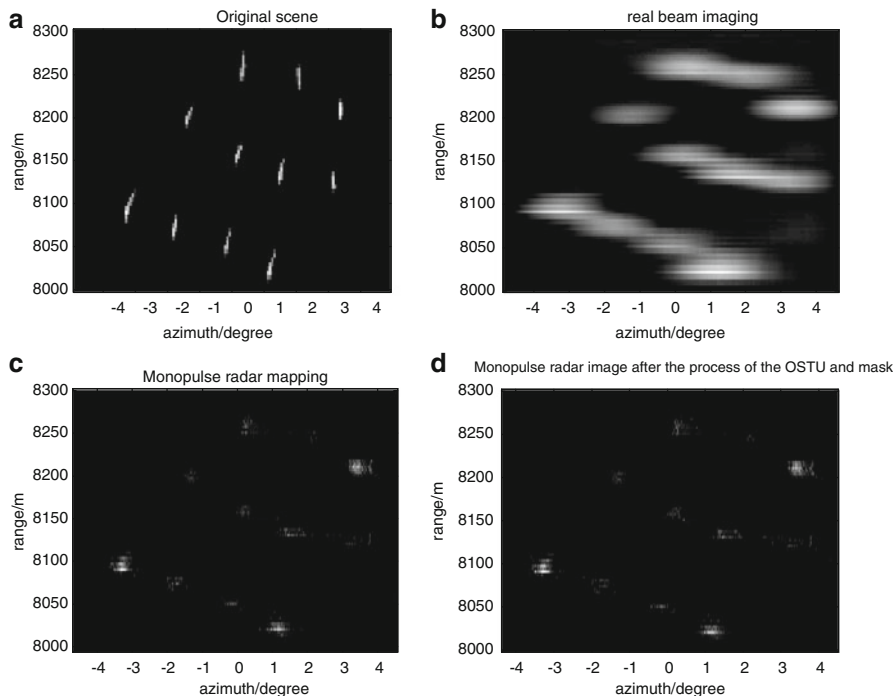 a
Original scene
8300
8250
8200
8150
8100
8050
8000
range/m
-4 -3 -2 -1 0 1 2 3 4
azimuth/degree
b
real beam imaging
8300
8250
8200
8150
8100
8050
8000
range/m
-4 -3 -2 -1 0 1 2 3 4
azimuth/degree
c
Monopulse radar mapping
8300
8250
8200
8150
8100
8050
8000
range/m
-4 -3 -2 -1 0 1 2 3 4
azimuth/degree
d
Monopulse radar image after the process of the OSTU and mask
8300
8250
8200
8150
8100
8050
8000
range/m
-4 -3 -2 -1 0 1 2 3 4
azimuth/degree